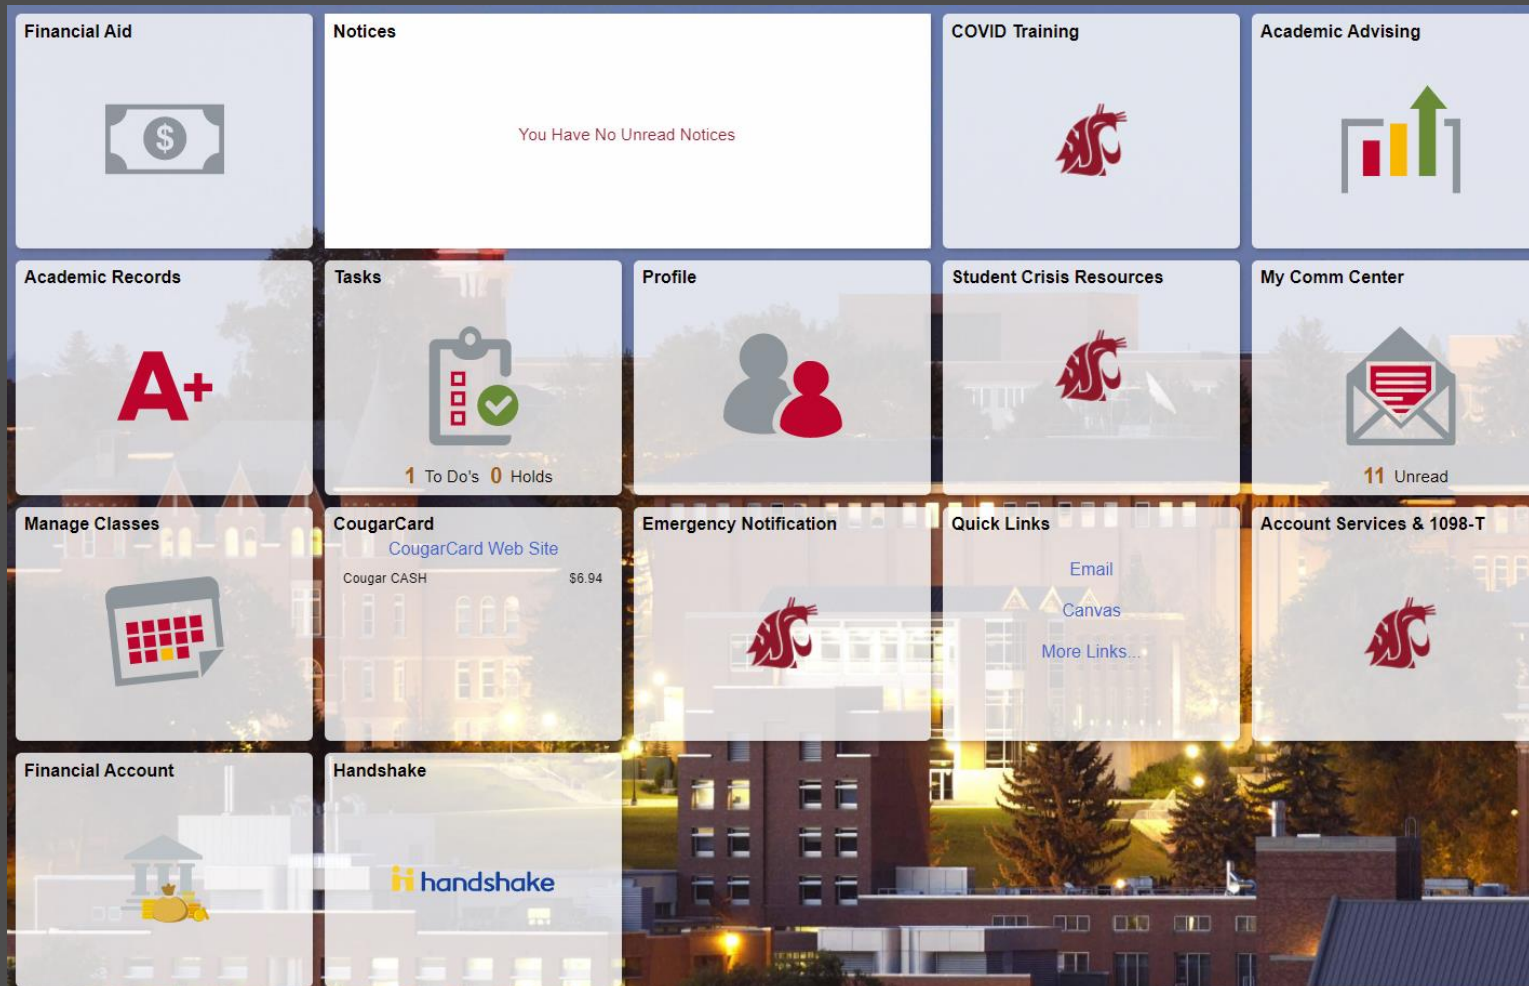 Financial Aid
Notices
COVID Training
Academic Advising
$
You Have No Unread Notices
Academic Records
Tasks
Profile
Student Crisis Resources
My Comm Center
A+
1 To Do's 0 Holds
11 Unread
Manage Classes
CougarCard
Emergency Notification
Quick Links
Account Services & 1098-T
CougarCard Web Site
Cougar CASH $6.94
Email
Canvas
More Links...
Financial Account
Handshake
handshake